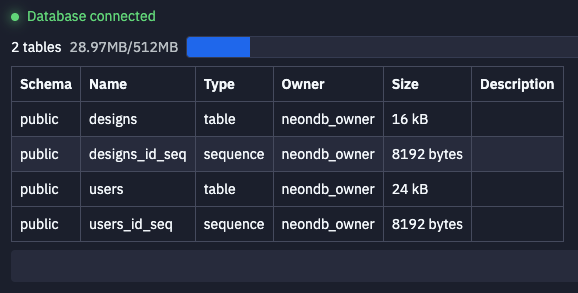 Database connected
2 tables 28.97MB/512MB
Schema Name Type Owner Size Description
public designs table neondb_owner 16 kB
public designs_id_seq sequence neondb_owner 8192 bytes
public users table neondb_owner 24 kB
public users_id_seq sequence neondb_owner 8192 bytes